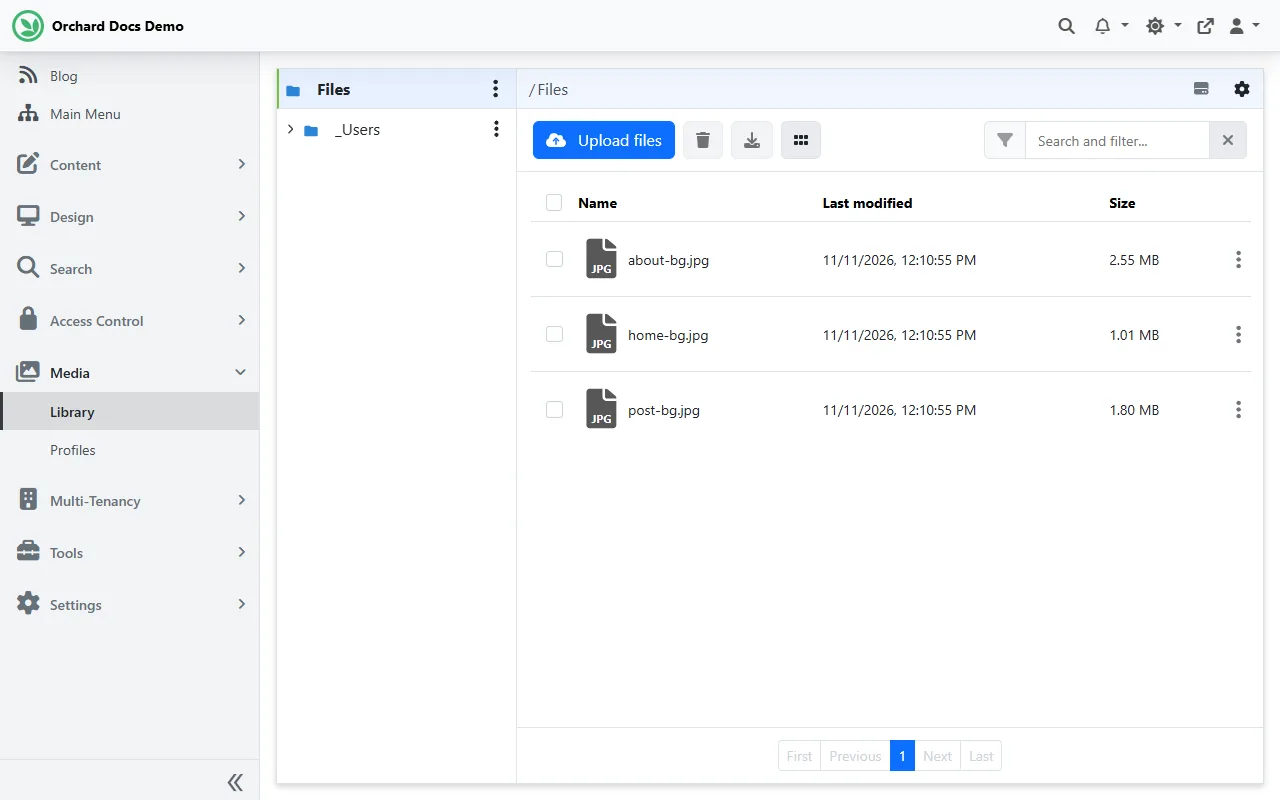 Orchard Docs Demo
Blog
Main Menu
Content
Design
Search
Access Control
Media
Library
Profiles
Multi-Tenancy
Tools
Settings
Files
_Users
/ Files
Upload files
Search and filter...
Name Last modified Size
JPG about-bg.jpg 11/11/2026, 12:10:55 PM 2.55 MB
JPG home-bg.jpg 11/11/2026, 12:10:55 PM 1.01 MB
JPG post-bg.jpg 11/11/2026, 12:10:55 PM 1.80 MB
First Previous 1 Next Last